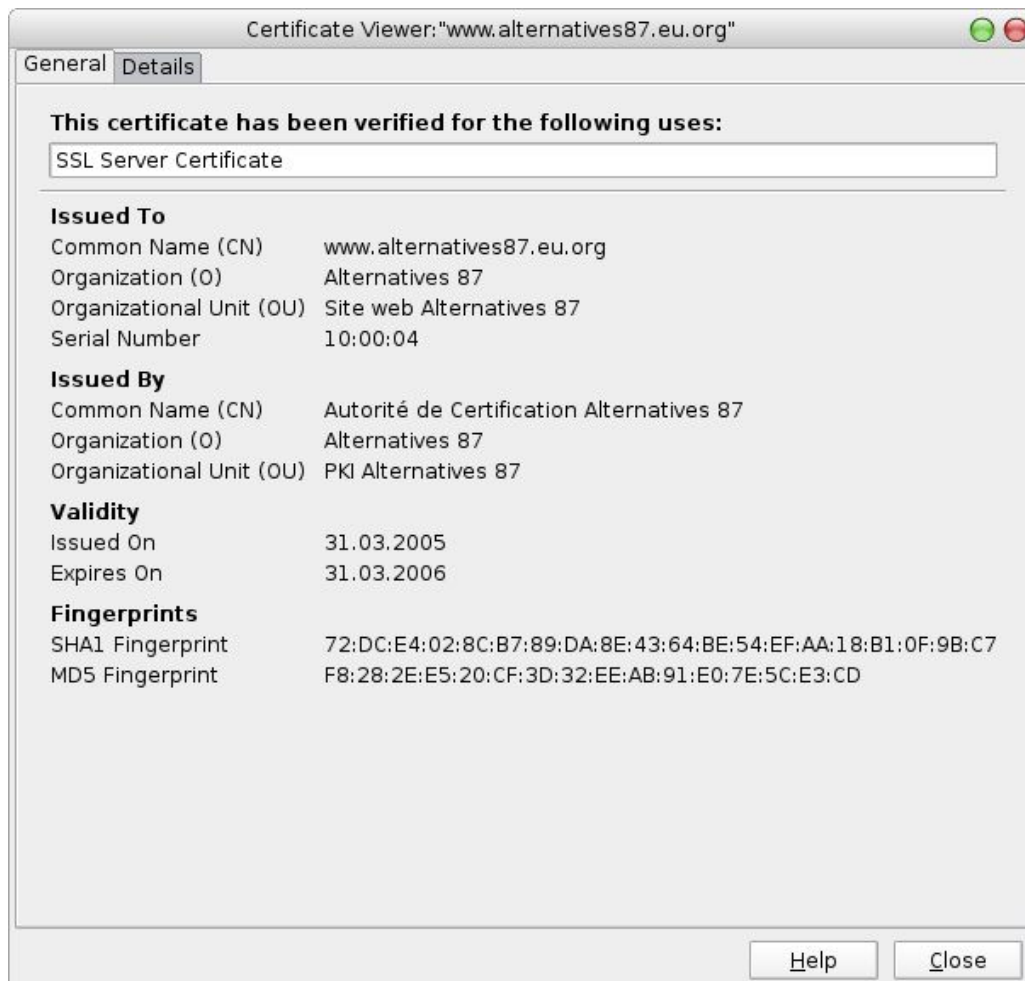 Certificate Viewer:"www.alternatives87.eu.org"
General Details
This certificate has been verified for the following uses:
SSL Server Certificate
Issued To
Common Name (CN) www.alternatives87.eu.org
Organization (O) Alternatives 87
Organizational Unit (OU) Site web Alternatives 87
Serial Number 10:00:04
Issued By
Common Name (CN) Autorité de Certification Alternatives 87
Organization (O) Alternatives 87
Organizational Unit (OU) PKI Alternatives 87
Validity
Issued On 31.03.2005
Expires On 31.03.2006
Fingerprints
SHA1 Fingerprint 72:DC:E4:02:8C:B7:89:DA:8E:43:64:BE:54:EF:AA:18:B1:0F:9B:C7
MD5 Fingerprint F8:28:2E:E5:20:CF:3D:32:EE:AB:91:E0:7E:5C:E3:CD
Help Close